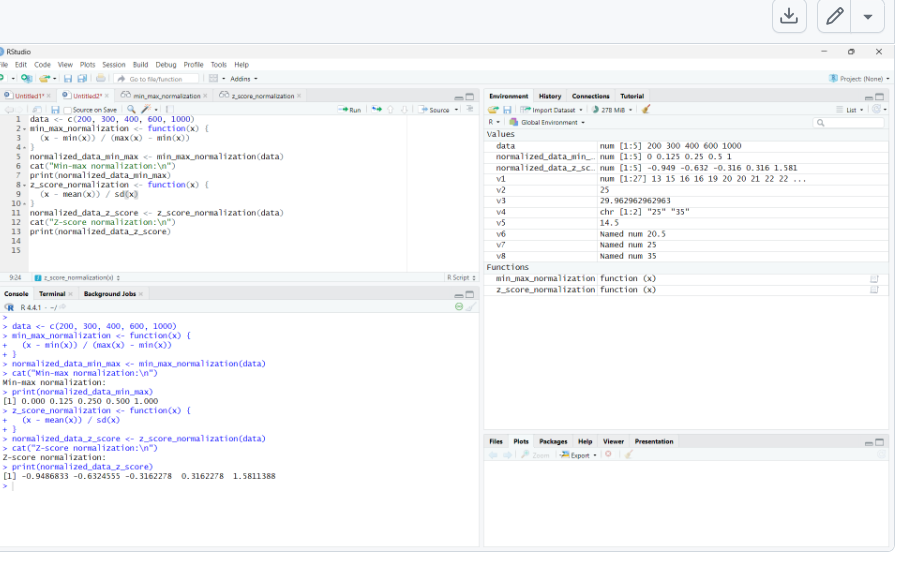 RStudio
File Edit Code View Plots Session Build Debug Profile Tools Help
Go to file/function Addins Project: (None)
Untitled1* Untitled2* min_max_normalization z_score_normalization
Source on Save Run Source
1 data <- c(200, 300, 400, 600, 1000)
2 min_max_normalization <- function(x) {
3 (x - min(x)) / (max(x) - min(x))
4 }
5 normalized_data_min_max <- min_max_normalization(data)
6 cat("Min-max normalization:\n")
7 print(normalized_data_min_max)
8 z_score_normalization <- function(x) {
9 (x - mean(x)) / sd(x)
10 }
11 normalized_data_z_score <- z_score_normalization(data)
12 cat("Z-score normalization:\n")
13 print(normalized_data_z_score)
14
15
9:24 z_score_normalization(x) R Script
Console Terminal Background Jobs
R 4.4.1 · ~/
>
> data <- c(200, 300, 400, 600, 1000)
> min_max_normalization <- function(x) {
+ (x - min(x)) / (max(x) - min(x))
+ }
> normalized_data_min_max <- min_max_normalization(data)
> cat("Min-max normalization:\n")
Min-max normalization:
> print(normalized_data_min_max)
[1] 0.000 0.125 0.250 0.500 1.000
> z_score_normalization <- function(x) {
+ (x - mean(x)) / sd(x)
+ }
> normalized_data_z_score <- z_score_normalization(data)
> cat("Z-score normalization:\n")
Z-score normalization:
> print(normalized_data_z_score)
[1] -0.9486833 -0.6324555 -0.3162278 0.3162278 1.5811388
>
Environment History Connections Tutorial
Import Dataset 278 MiB List
R Global Environment
Values
data num [1:5] 200 300 400 600 1000
normalized_data_min_… num [1:5] 0 0.125 0.25 0.5 1
normalized_data_z_sc… num [1:5] -0.949 -0.632 -0.316 0.316 1.581
v1 num [1:27] 13 15 16 16 19 20 20 21 22 22 ...
v2 25
v3 29.962962962963
v4 chr [1:2] "25" "35"
v5 14.5
v6 Named num 20.5
v7 Named num 25
v8 Named num 35
Functions
min_max_normalization function (x)
z_score_normalization function (x)
Files Plots Packages Help Viewer Presentation
Zoom Export